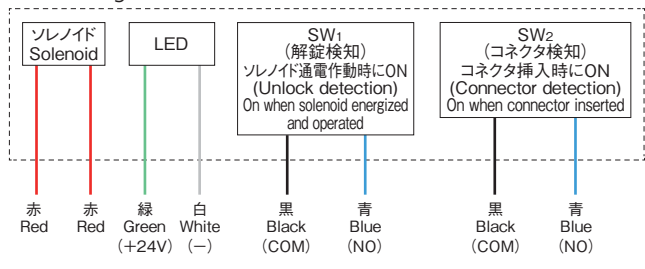 ソレノイド
Solenoid
LED
SW1
(解錠検知)
ソレノイド通電作動時にON
(Unlock detection)
On when solenoid energized
and operated
SW2
(コネクタ検知)
コネクタ挿入時にON
(Connector detection)
On when connector inserted
赤 赤 緑 白 黒 青 黒 青
Red Red Green White Black Blue Black Blue
(+24V) (−) (COM) (NO) (COM) (NO)